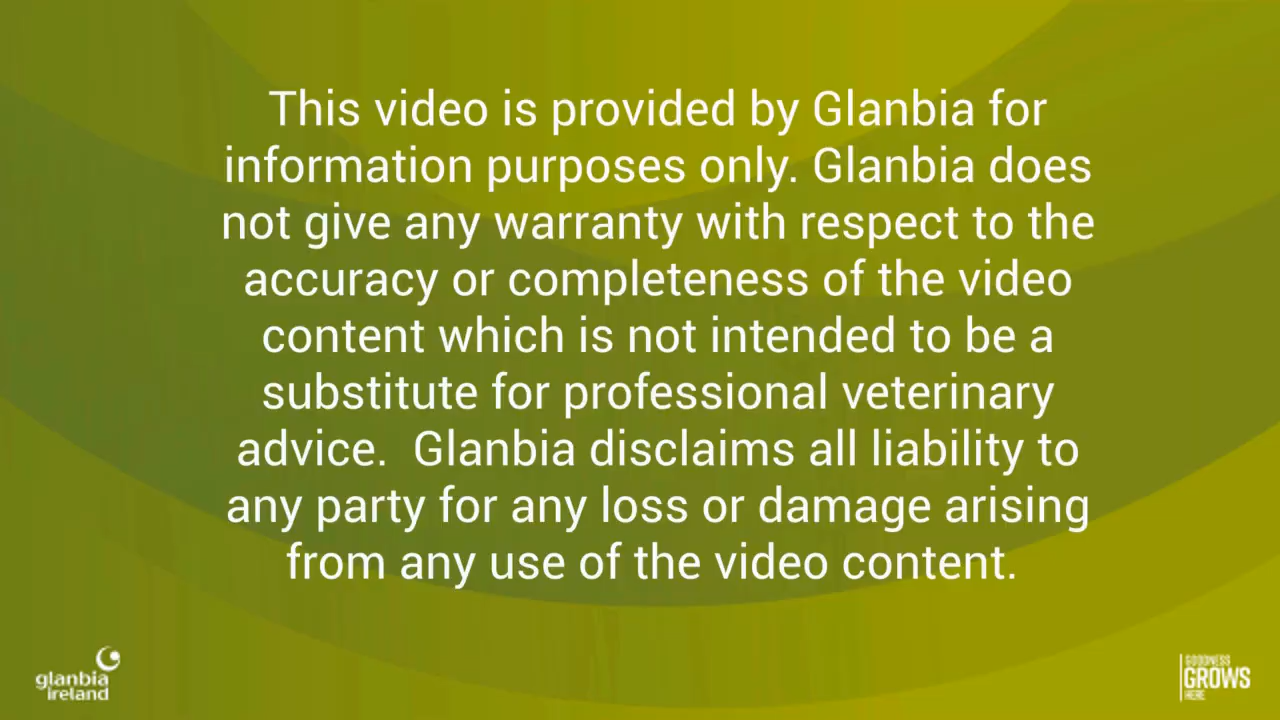 This video is provided by Glanbia for
information purposes only. Glanbia does
not give any warranty with respect to the
accuracy or completeness of the video
content which is not intended to be a
substitute for professional veterinary
advice.  Glanbia disclaims all liability to
any party for any loss or damage arising
from any use of the video content.
glanbia
ireland
GOODNESS
GROWS
HERE